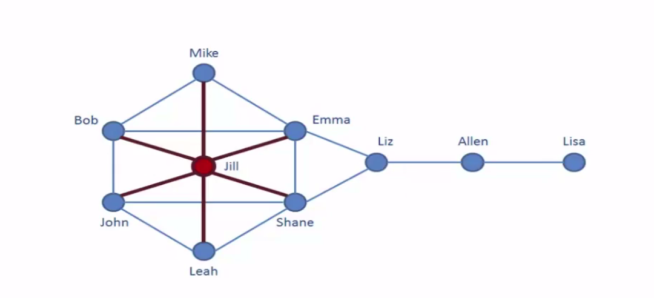 Mike
Bob
Emma
Liz
Allen
Lisa
Jill
John
Shane
Leah